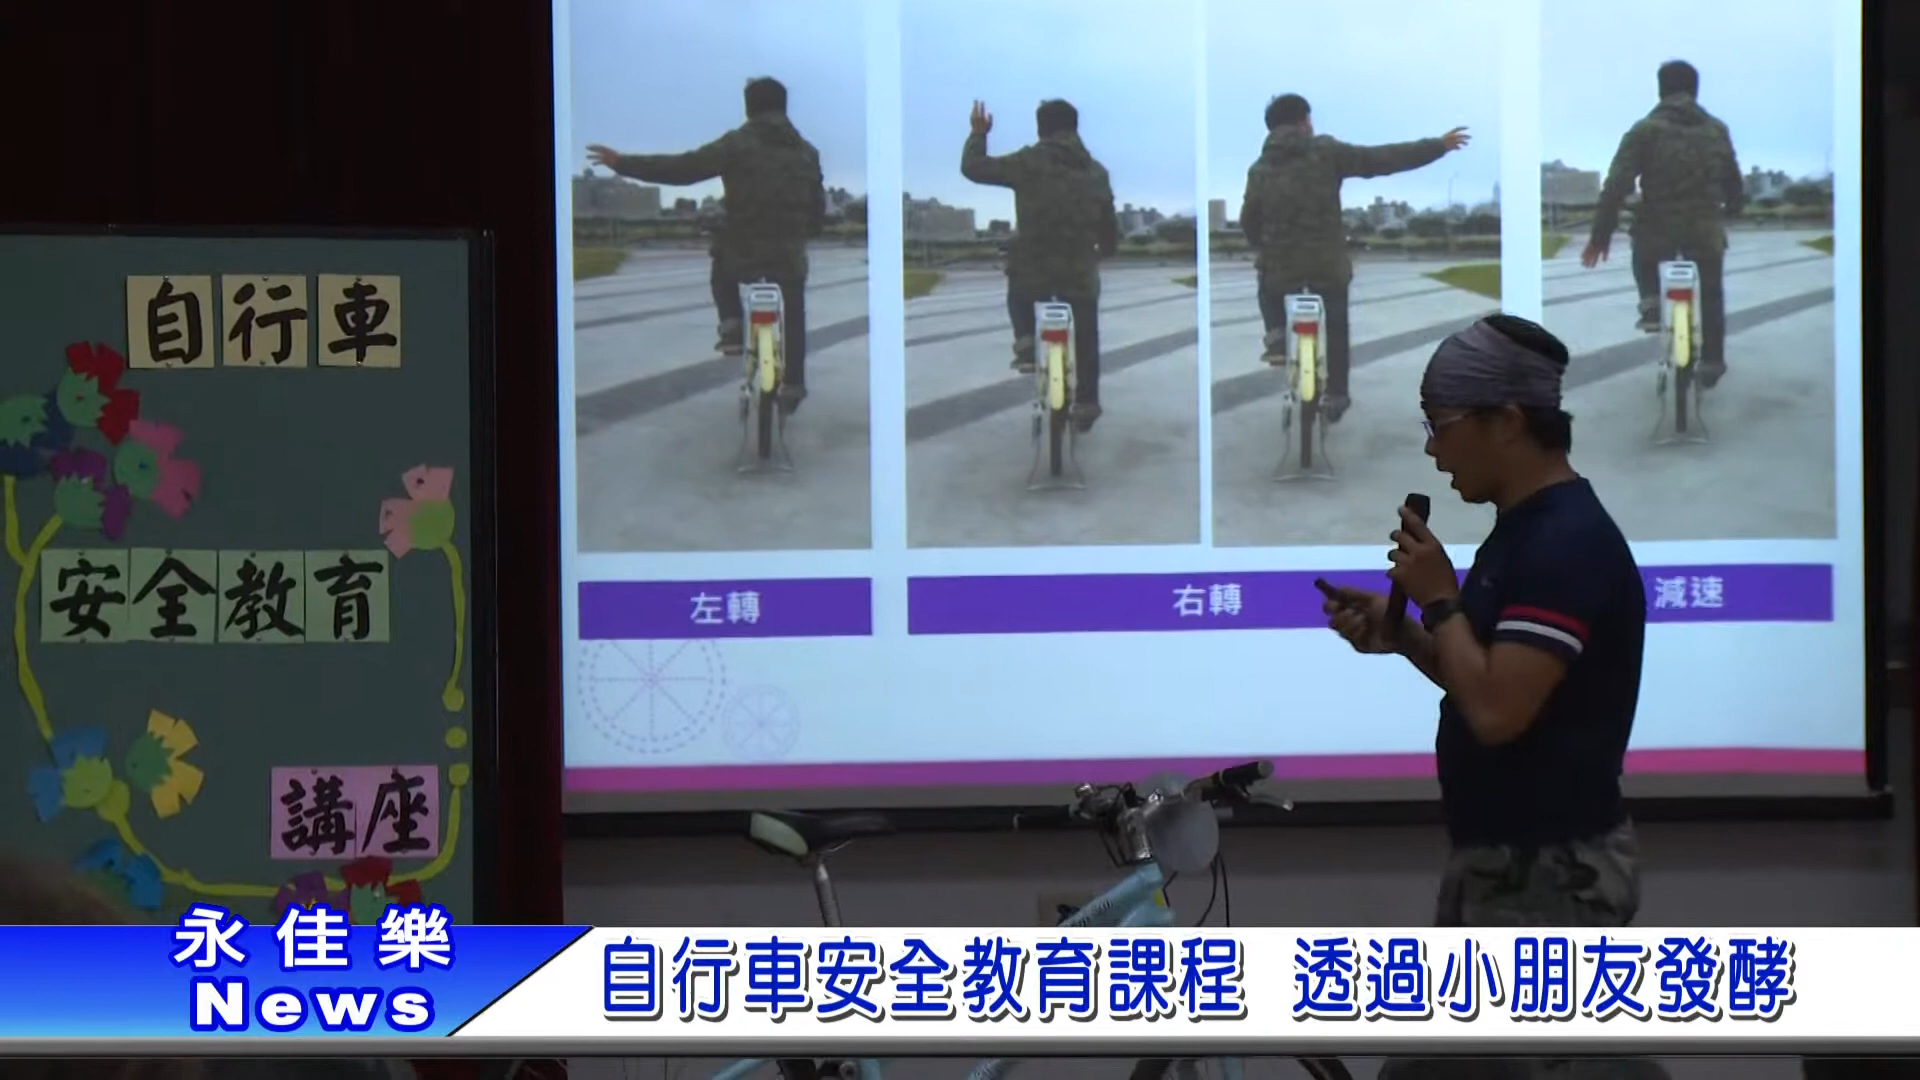 自行車
安全教育
講座
左轉
右轉
減速
永佳樂
News
自行車安全教育課程 透過小朋友發酵